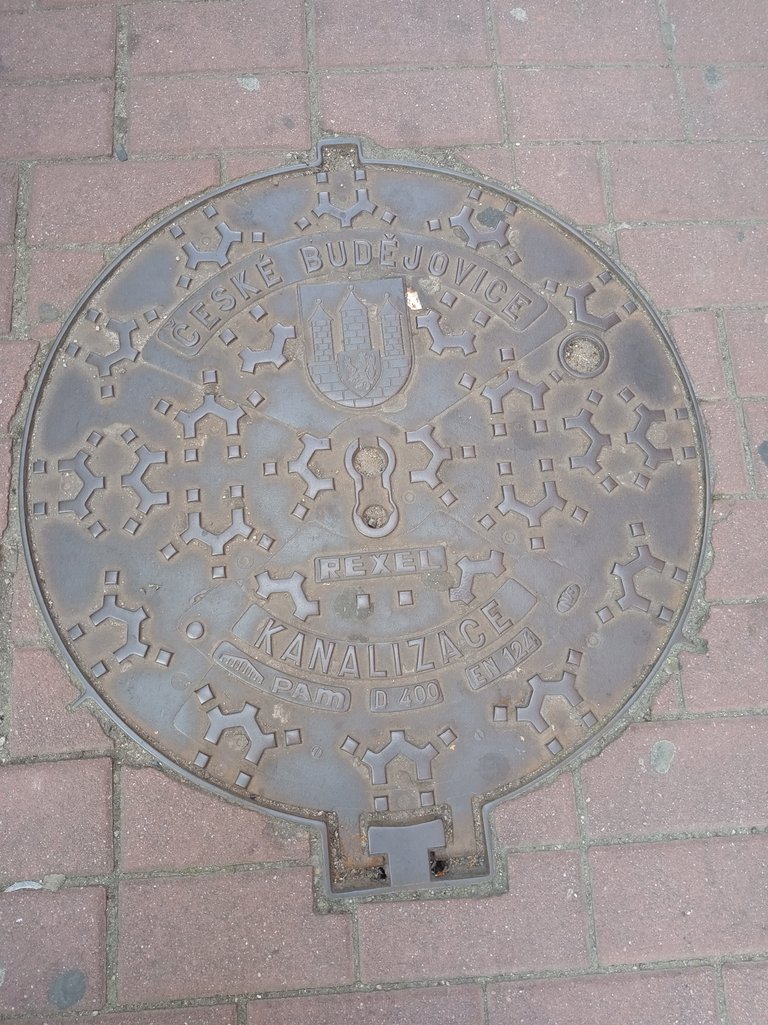 ČESKÉ BUDĚJOVICE
REXEL
KANALIZACE
PAM D 400 EN 124